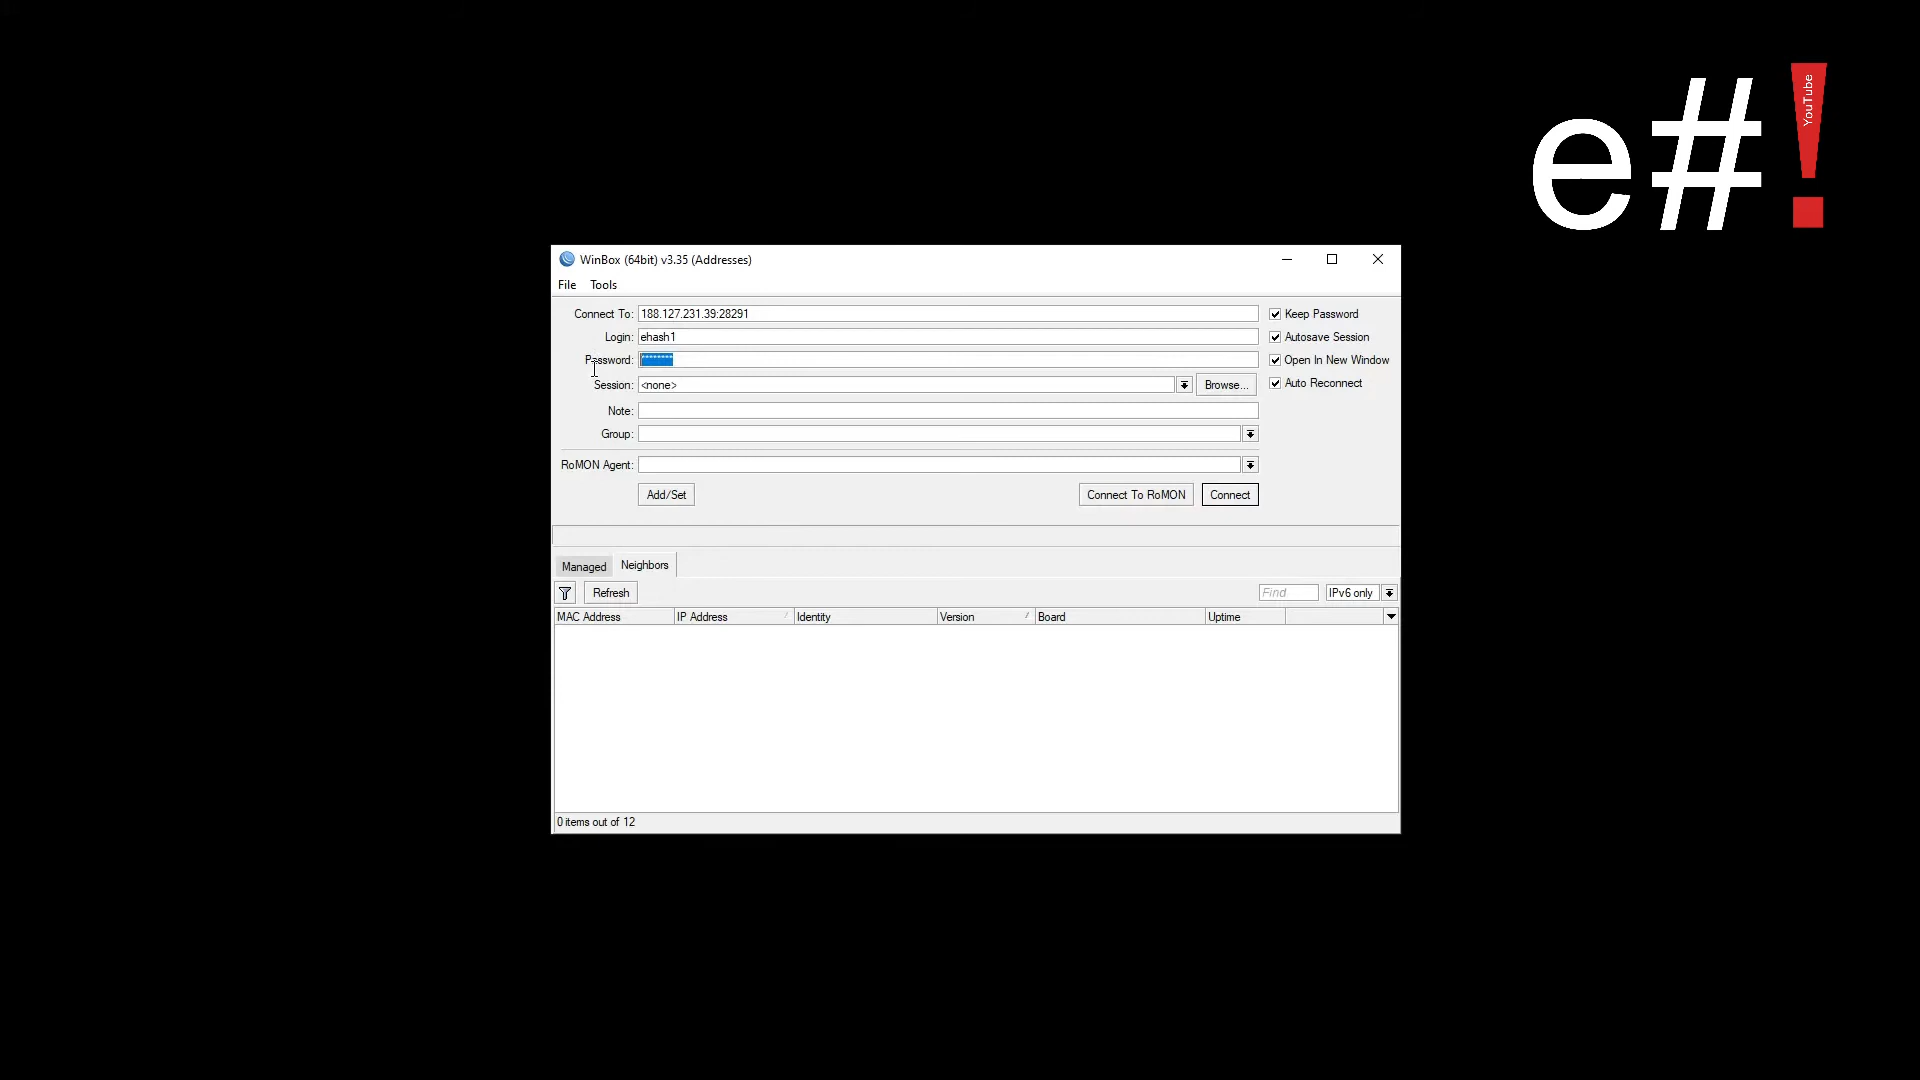 e#!
YouTube
WinBox (64bit) v3.35 (Addresses)
File Tools
Connect To: 188.127.231.39:28291
Keep Password
Login: ehash1
Autosave Session
Password: ********
Open In New Window
Session: <none>
Browse...
Auto Reconnect
Note:
Group:
RoMON Agent:
Add/Set Connect To RoMON Connect
Managed Neighbors
Refresh Find IPv6 only
MAC Address IP Address Identity Version Board Uptime
0 items out of 12